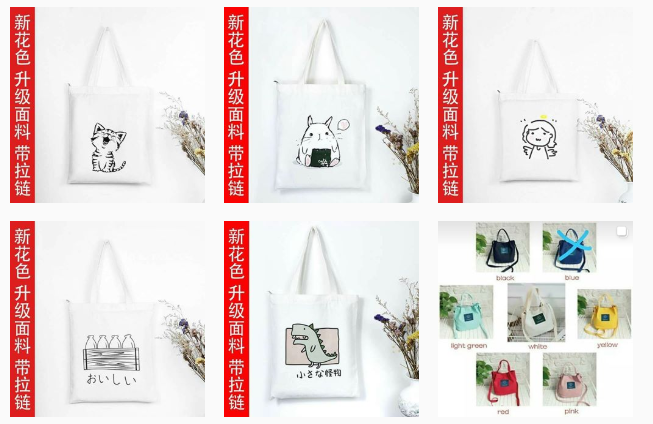 新花色 升级面料 带拉链
新花色 升级面料 带拉链
新花色 升级面料 带拉链
新花色 升级面料 带拉链
おいしい
新花色 升级面料 带拉链
小さな怪物
black
blue
light green
white
yellow
red
pink